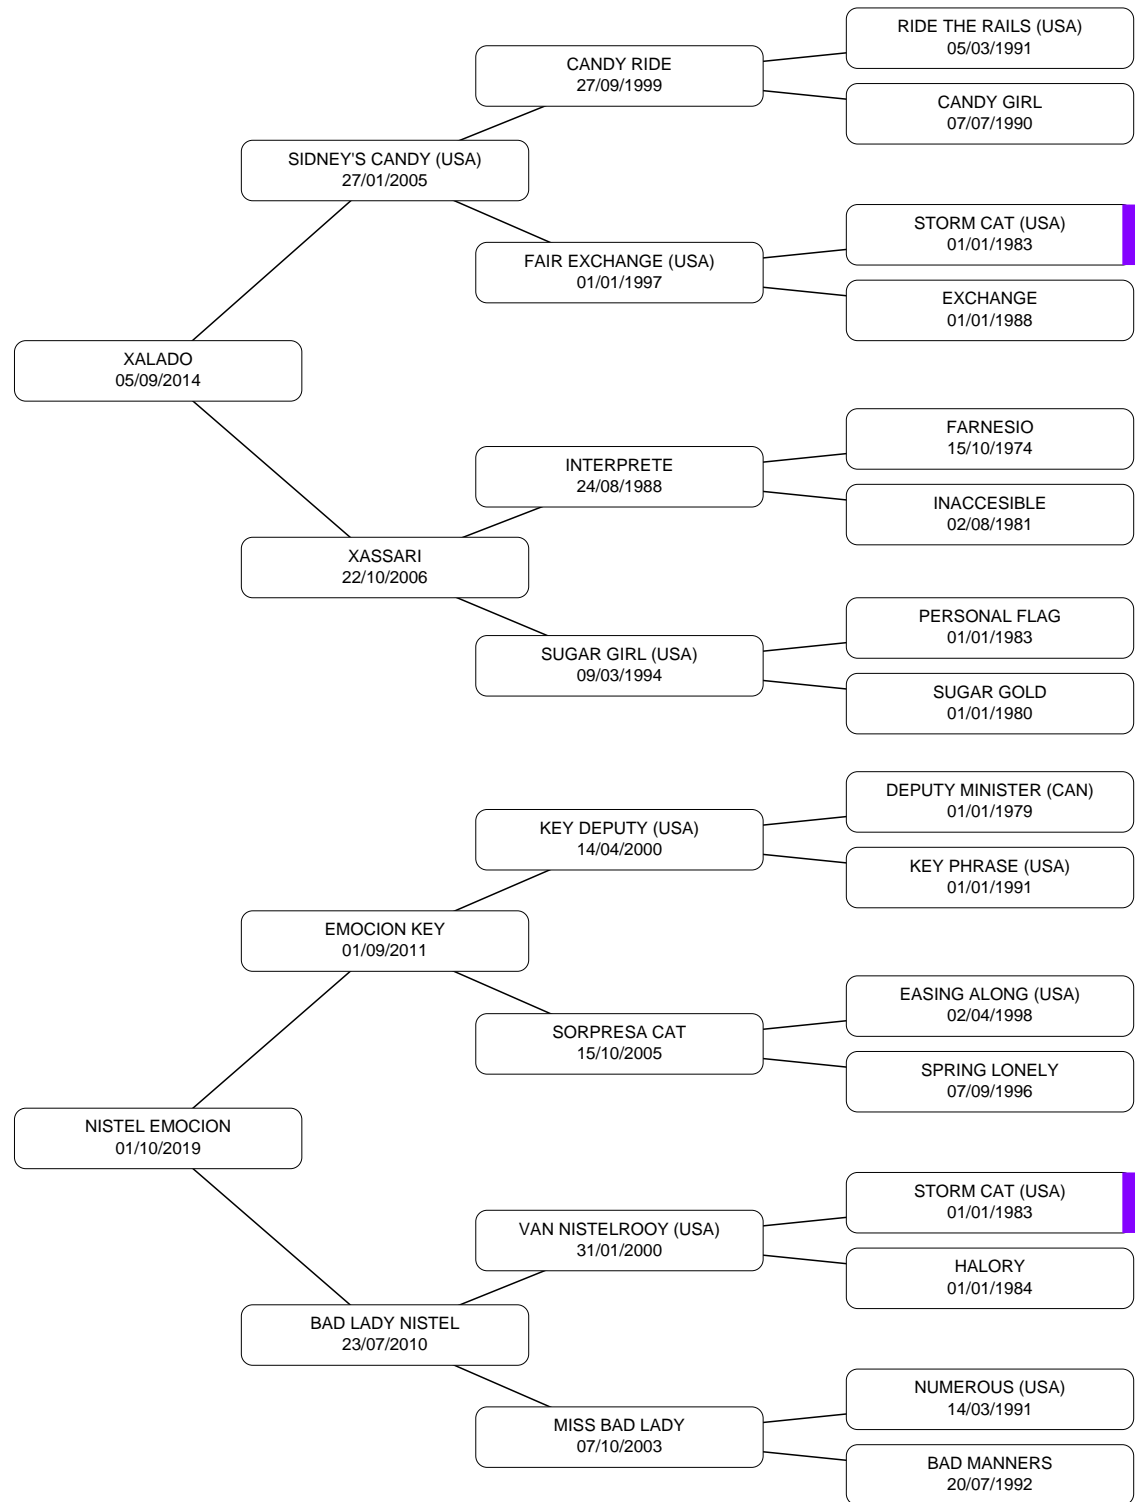 RIDE THE RAILS (USA)
05/03/1991
CANDY RIDE
27/09/1999
CANDY GIRL
07/07/1990
SIDNEY'S CANDY (USA)
27/01/2005
STORM CAT (USA)
01/01/1983
FAIR EXCHANGE (USA)
01/01/1997
EXCHANGE
01/01/1988
XALADO
05/09/2014
FARNESIO
15/10/1974
INTERPRETE
24/08/1988
INACCESIBLE
02/08/1981
XASSARI
22/10/2006
PERSONAL FLAG
01/01/1983
SUGAR GIRL (USA)
09/03/1994
SUGAR GOLD
01/01/1980
DEPUTY MINISTER (CAN)
01/01/1979
KEY DEPUTY (USA)
14/04/2000
KEY PHRASE (USA)
01/01/1991
EMOCION KEY
01/09/2011
EASING ALONG (USA)
02/04/1998
SORPRESA CAT
15/10/2005
SPRING LONELY
07/09/1996
NISTEL EMOCION
01/10/2019
STORM CAT (USA)
01/01/1983
VAN NISTELROOY (USA)
31/01/2000
HALORY
01/01/1984
BAD LADY NISTEL
23/07/2010
NUMEROUS (USA)
14/03/1991
MISS BAD LADY
07/10/2003
BAD MANNERS
20/07/1992